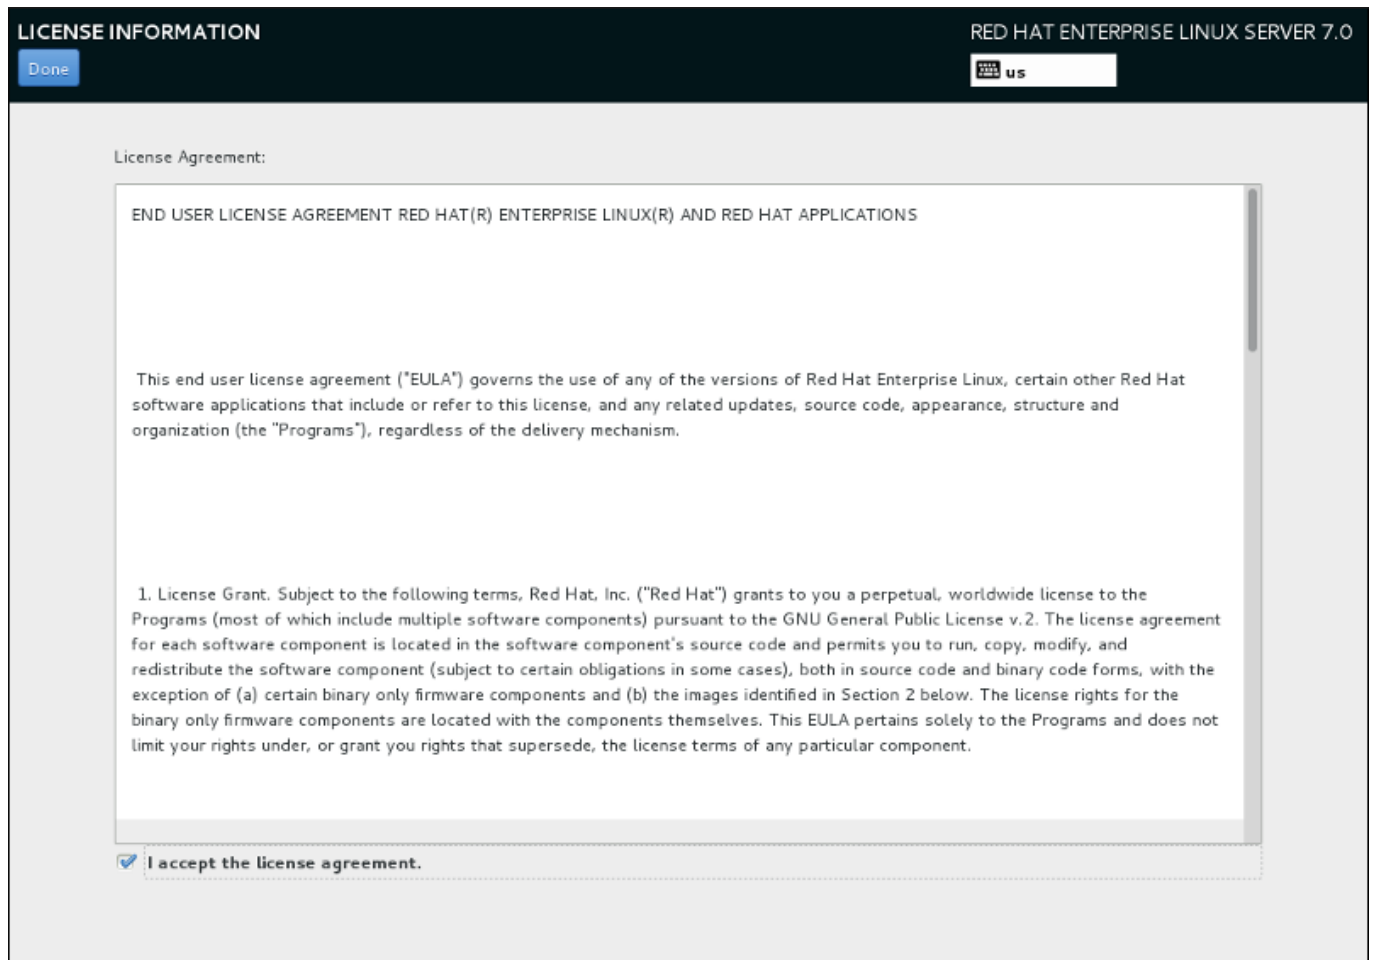 LICENSE INFORMATION
RED HAT ENTERPRISE LINUX SERVER 7.0
Done
us
License Agreement:
END USER LICENSE AGREEMENT RED HAT(R) ENTERPRISE LINUX(R) AND RED HAT APPLICATIONS
This end user license agreement ("EULA") governs the use of any of the versions of Red Hat Enterprise Linux, certain other Red Hat
software applications that include or refer to this license, and any related updates, source code, appearance, structure and
organization (the "Programs"), regardless of the delivery mechanism.
1. License Grant. Subject to the following terms, Red Hat, Inc. ("Red Hat") grants to you a perpetual, worldwide license to the
Programs (most of which include multiple software components) pursuant to the GNU General Public License v.2. The license agreement
for each software component is located in the software component's source code and permits you to run, copy, modify, and
redistribute the software component (subject to certain obligations in some cases), both in source code and binary code forms, with the
exception of (a) certain binary only firmware components and (b) the images identified in Section 2 below. The license rights for the
binary only firmware components are located with the components themselves. This EULA pertains solely to the Programs and does not
limit your rights under, or grant you rights that supersede, the license terms of any particular component.
I accept the license agreement.